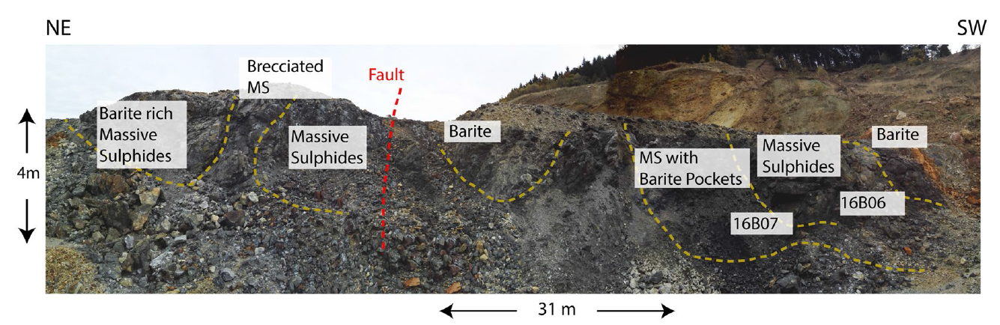 NE
SW
Brecciated
MS
Fault
Barite rich
Massive
Sulphides
Massive
Sulphides
Barite
MS with
Barite Pockets
Massive
Sulphides
Barite
16B06
16B07
4m
31 m